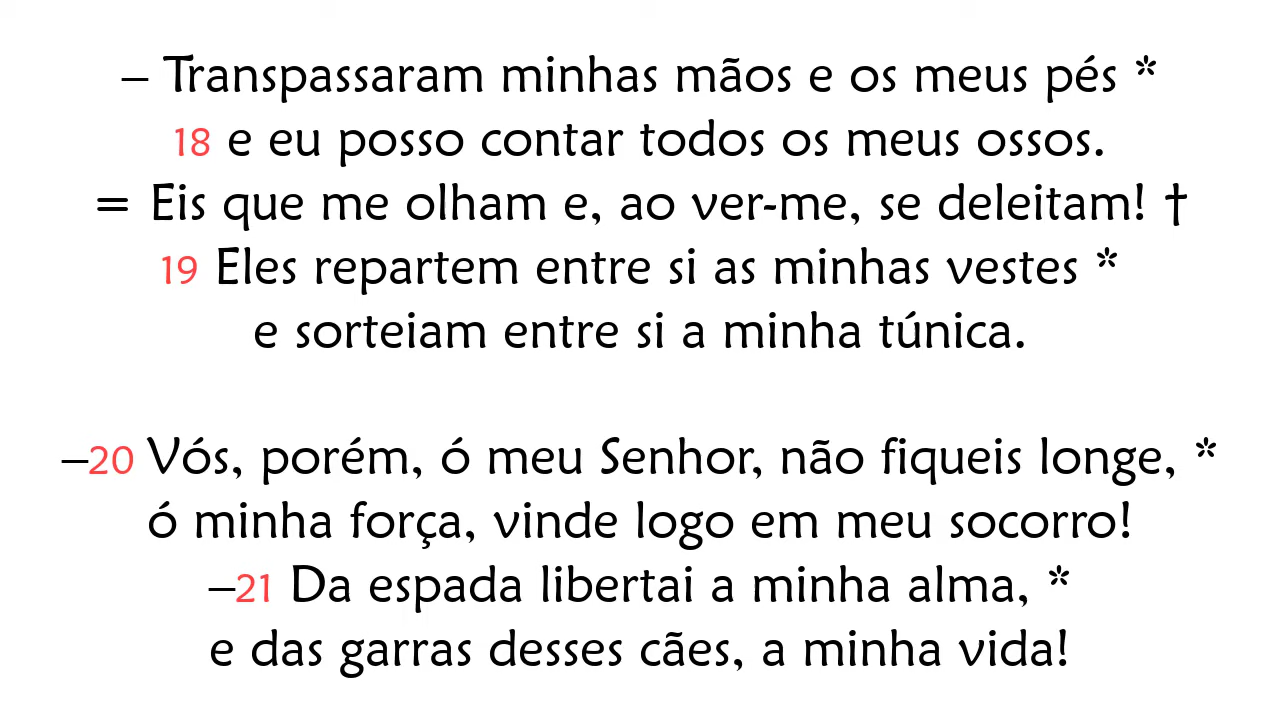 – Transpassaram minhas mãos e os meus pés *
18 e eu posso contar todos os meus ossos.
= Eis que me olham e, ao ver-me, se deleitam! †
19 Eles repartem entre si as minhas vestes *
e sorteiam entre si a minha túnica.
–20 Vós, porém, ó meu Senhor, não fiqueis longe, *
ó minha força, vinde logo em meu socorro!
–21 Da espada libertai a minha alma, *
e das garras desses cães, a minha vida!